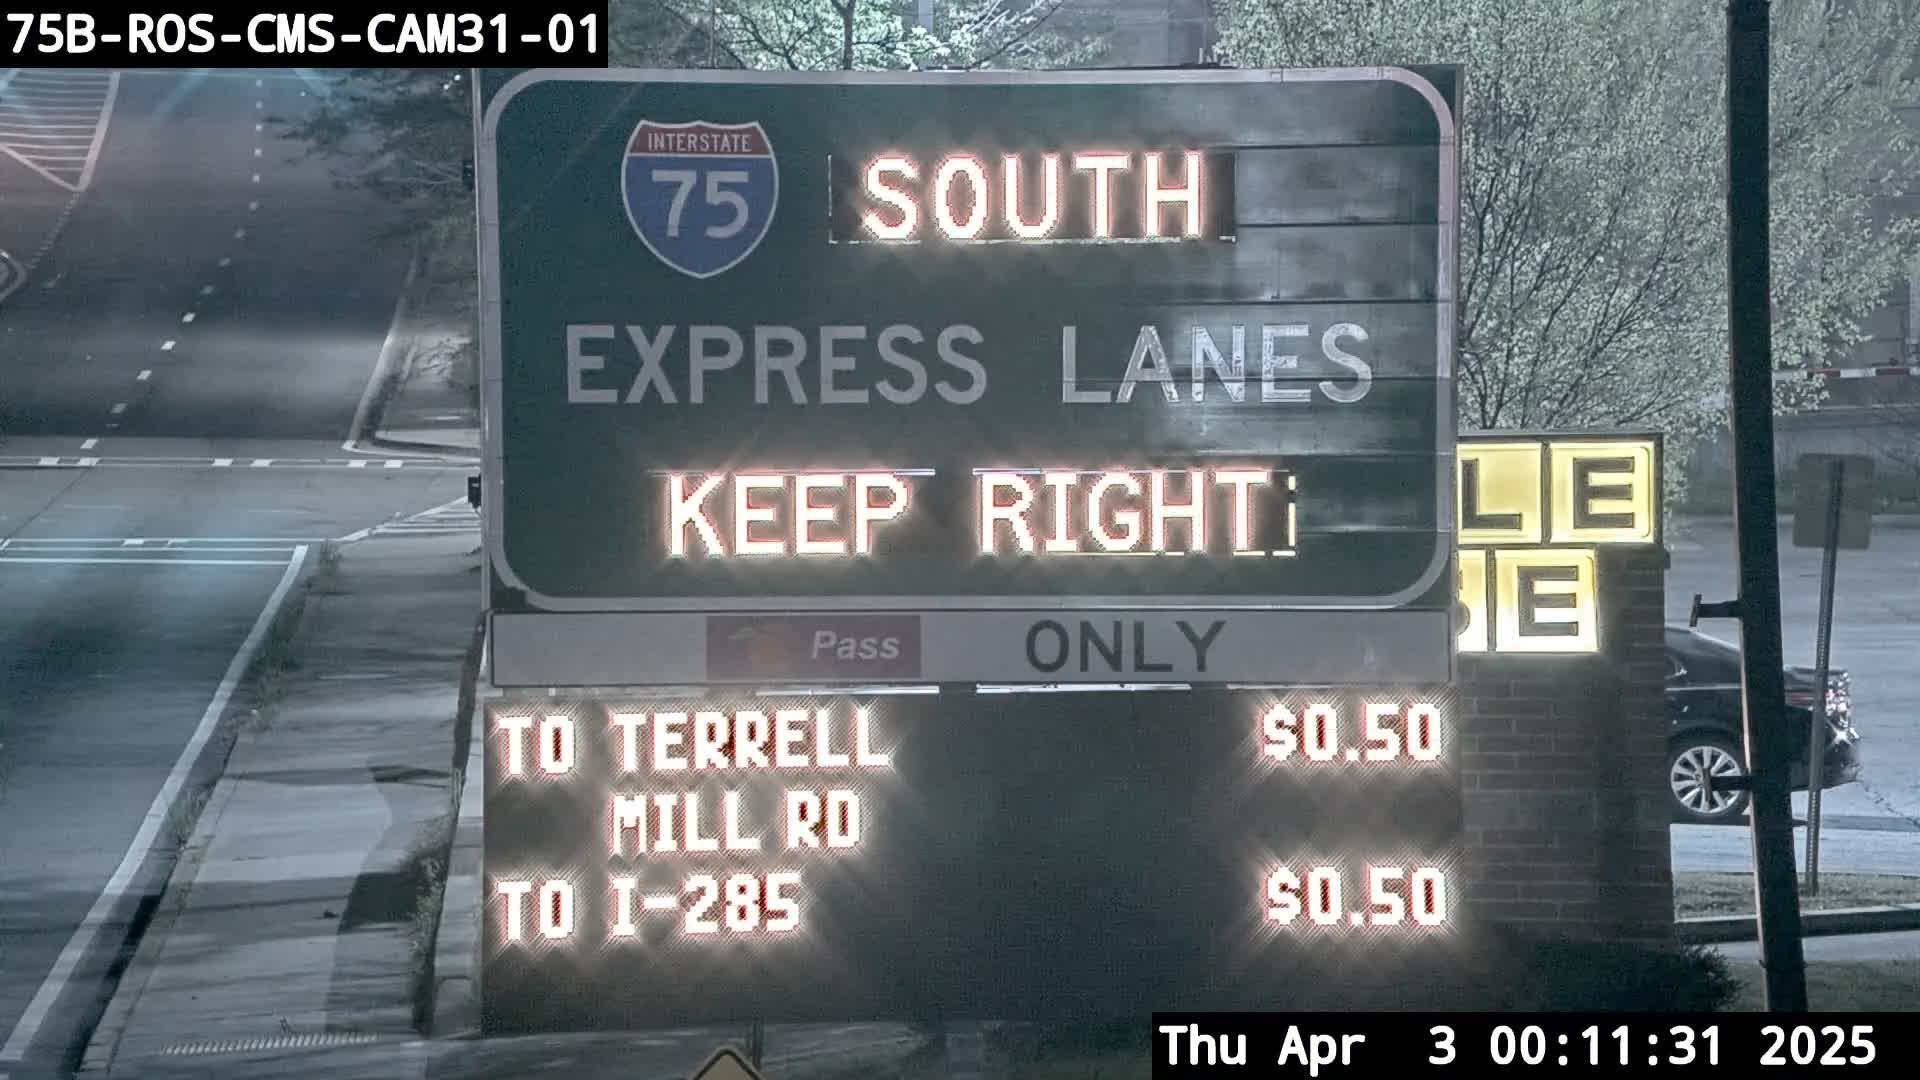 75B-ROS-CMS-CAM31-01
INTERSTATE
75
SOUTH
EXPRESS LANES
KEEP RIGHT
Pass ONLY
TO TERRELL $0.50
MILL RD
TO I-285 $0.50
LE
E
Thu Apr 3 00:11:31 2025